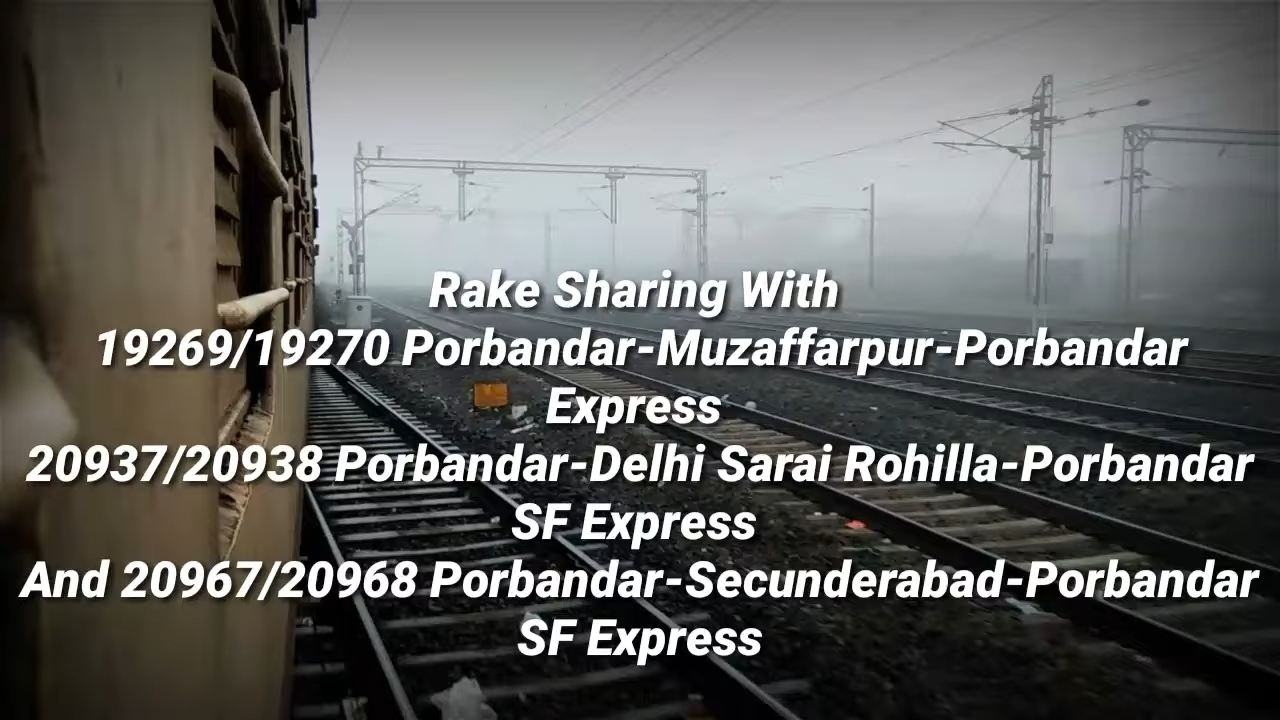 Rake Sharing With
19269/19270 Porbandar-Muzaffarpur-Porbandar
Express
20937/20938 Porbandar-Delhi Sarai Rohilla-Porbandar
SF Express
And 20967/20968 Porbandar-Secunderabad-Porbandar
SF Express